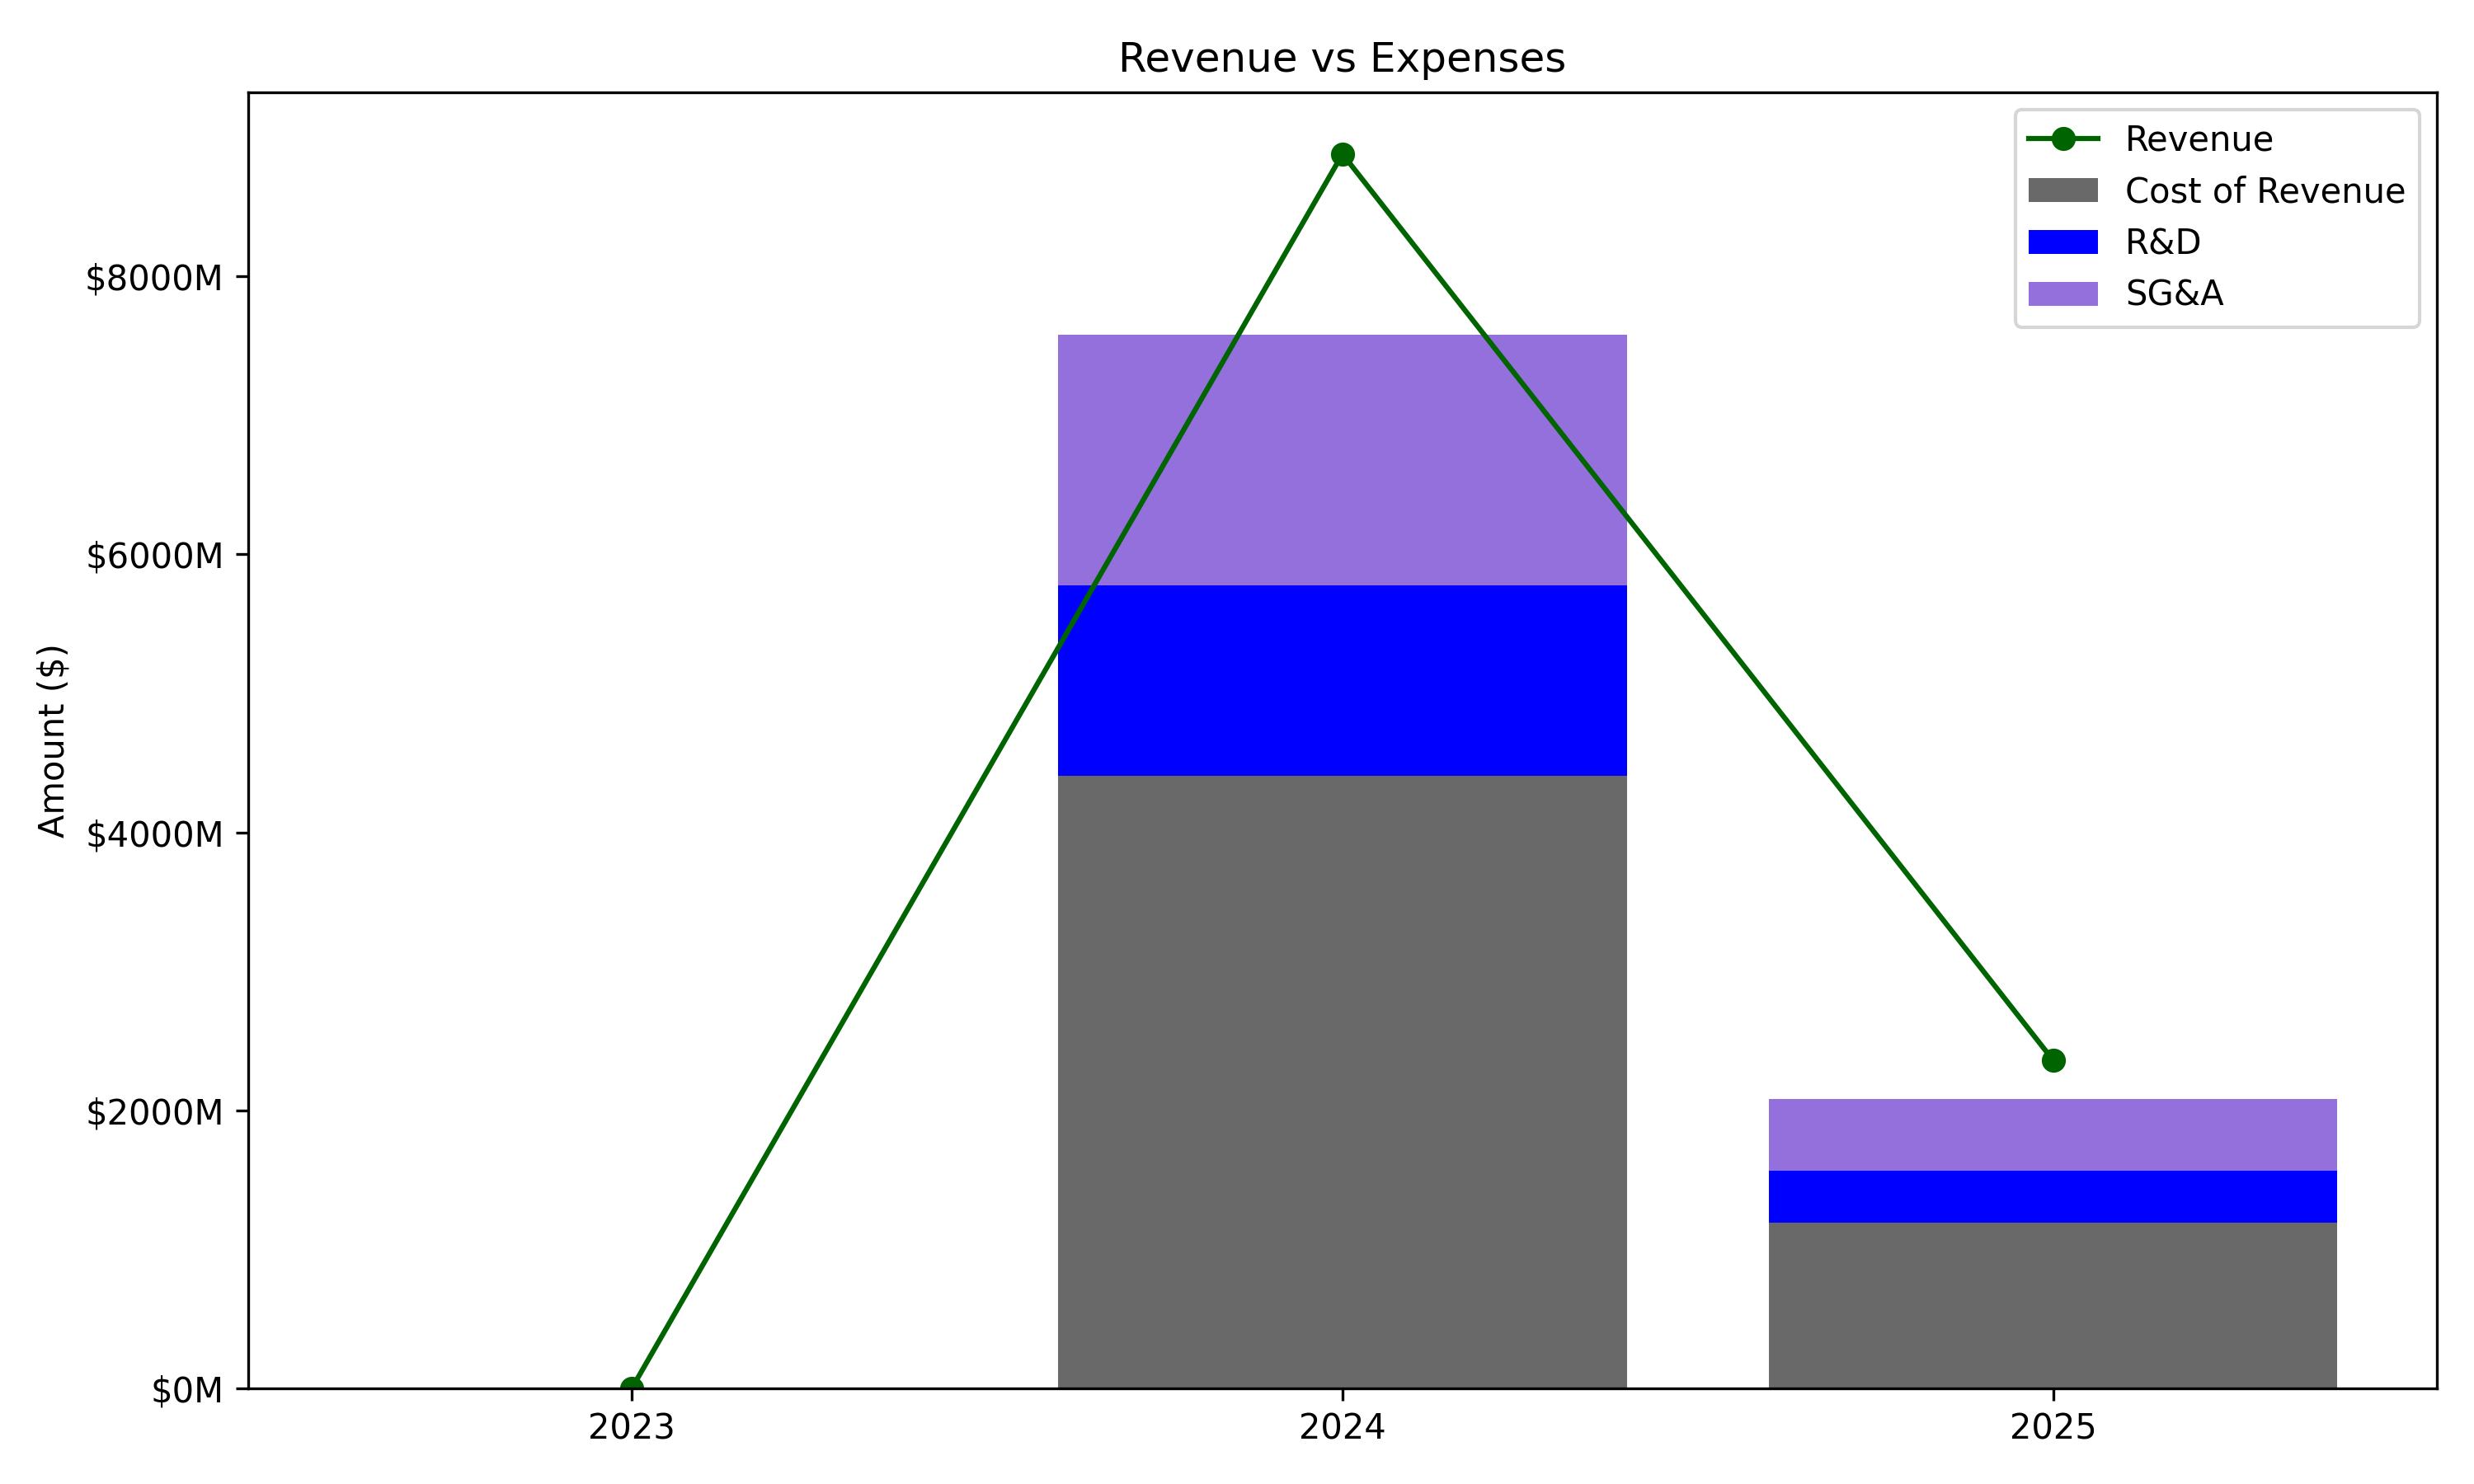 Revenue vs Expenses
Revenue
Cost of Revenue
R&D
SG&A
Amount ($)
$8000M
$6000M
$4000M
$2000M
$0M
2023
2024
2025